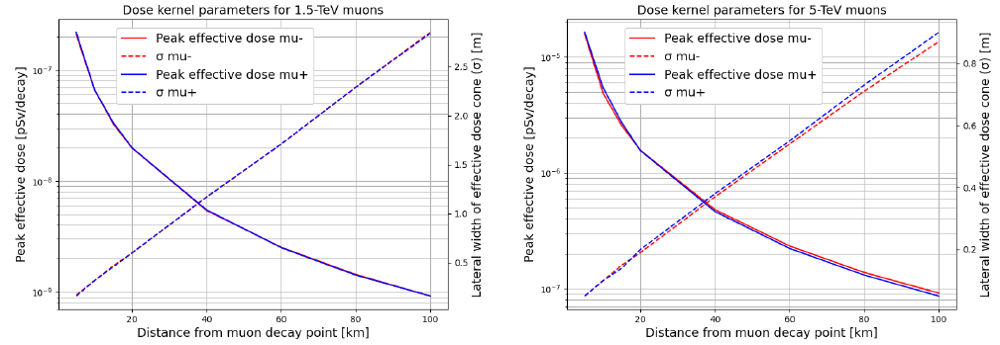 Dose kernel parameters for 1.5-TeV muons
Peak effective dose [pSv/decay]
10⁻⁷
10⁻⁸
10⁻⁹
Peak effective dose mu-
σ mu-
Peak effective dose mu+
σ mu+
2.5
2.0
1.5
1.0
0.5
Lateral width of effective dose cone (σ) [m]
20 40 60 80 100
Distance from muon decay point [km]
Dose kernel parameters for 5-TeV muons
Peak effective dose [pSv/decay]
10⁻⁵
10⁻⁶
10⁻⁷
Peak effective dose mu-
σ mu-
Peak effective dose mu+
σ mu+
0.8
0.6
0.4
0.2
Lateral width of effective dose cone (σ) [m]
20 40 60 80 100
Distance from muon decay point [km]